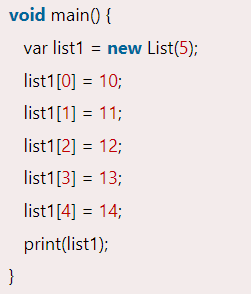 void main() {
var list1 = new List(5);
list1[0] = 10;
list1[1] = 11;
list1[2] = 12;
list1[3] = 13;
list1[4] = 14;
print(list1);
}